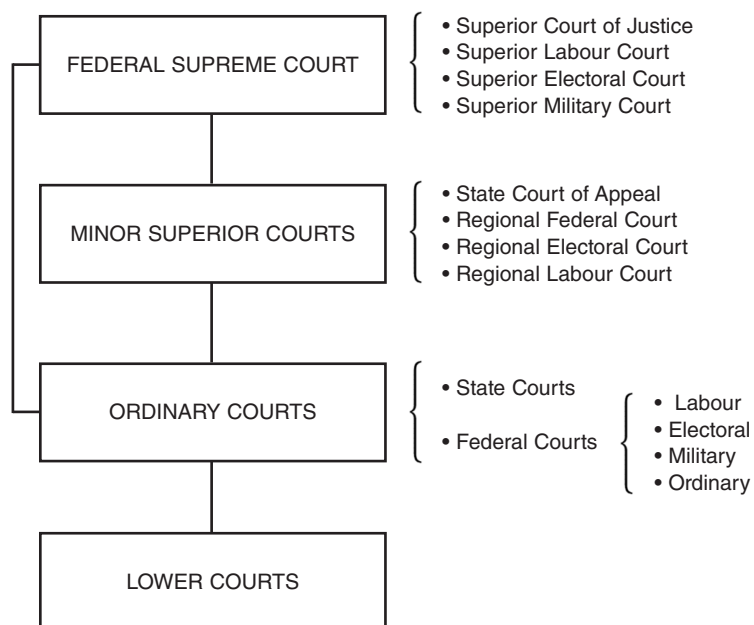 FEDERAL SUPREME COURT
• Superior Court of Justice
• Superior Labour Court
• Superior Electoral Court
• Superior Military Court
MINOR SUPERIOR COURTS
• State Court of Appeal
• Regional Federal Court
• Regional Electoral Court
• Regional Labour Court
ORDINARY COURTS
• State Courts
• Federal Courts
• Labour
• Electoral
• Military
• Ordinary
LOWER COURTS